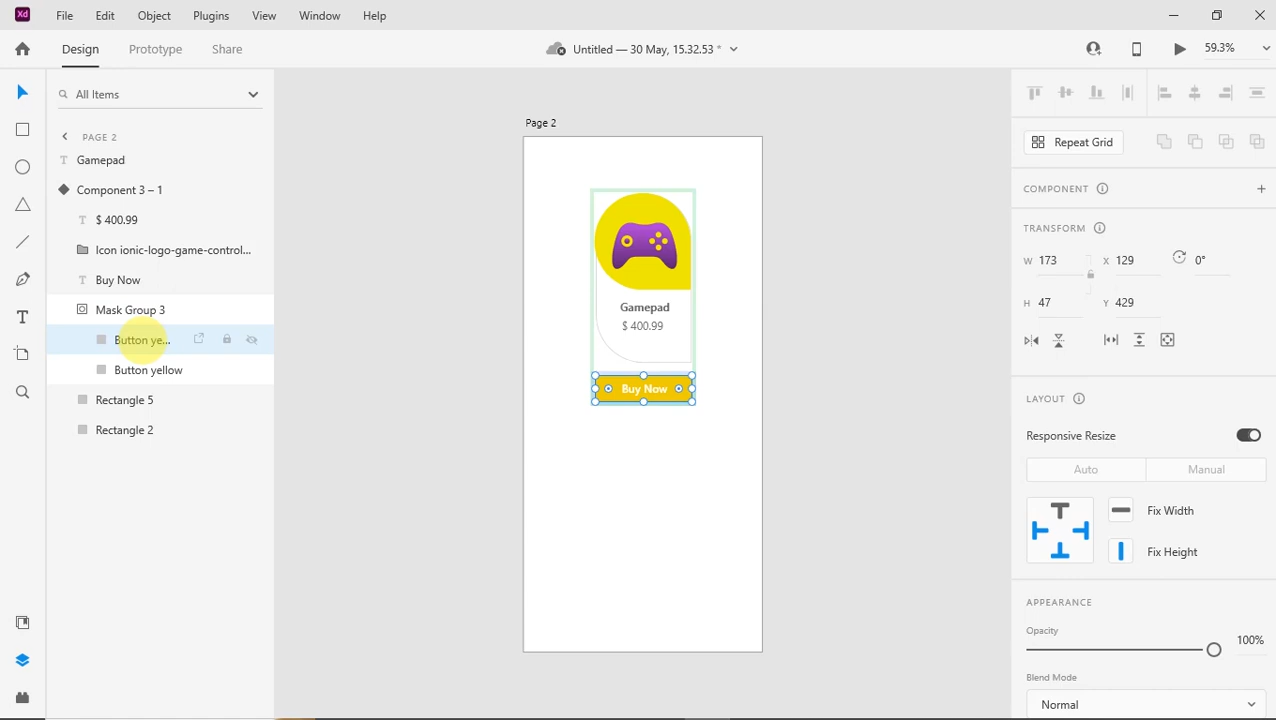 Xd File Edit Object Plugins View Window Help
Design Prototype Share Untitled — 30 May, 15.32.53 * 59.3%
All Items
PAGE 2
T Gamepad
Component 3 – 1
T $ 400.99
Icon ionic-logo-game-control...
T Buy Now
Mask Group 3
Button ye...
Button yellow
Rectangle 5
Rectangle 2
Page 2
Gamepad
$ 400.99
Buy Now
Repeat Grid
COMPONENT
TRANSFORM
W 173 X 129 0°
H 47 Y 429
LAYOUT
Responsive Resize
Auto Manual
Fix Width
Fix Height
APPEARANCE
Opacity
100%
Blend Mode
Normal